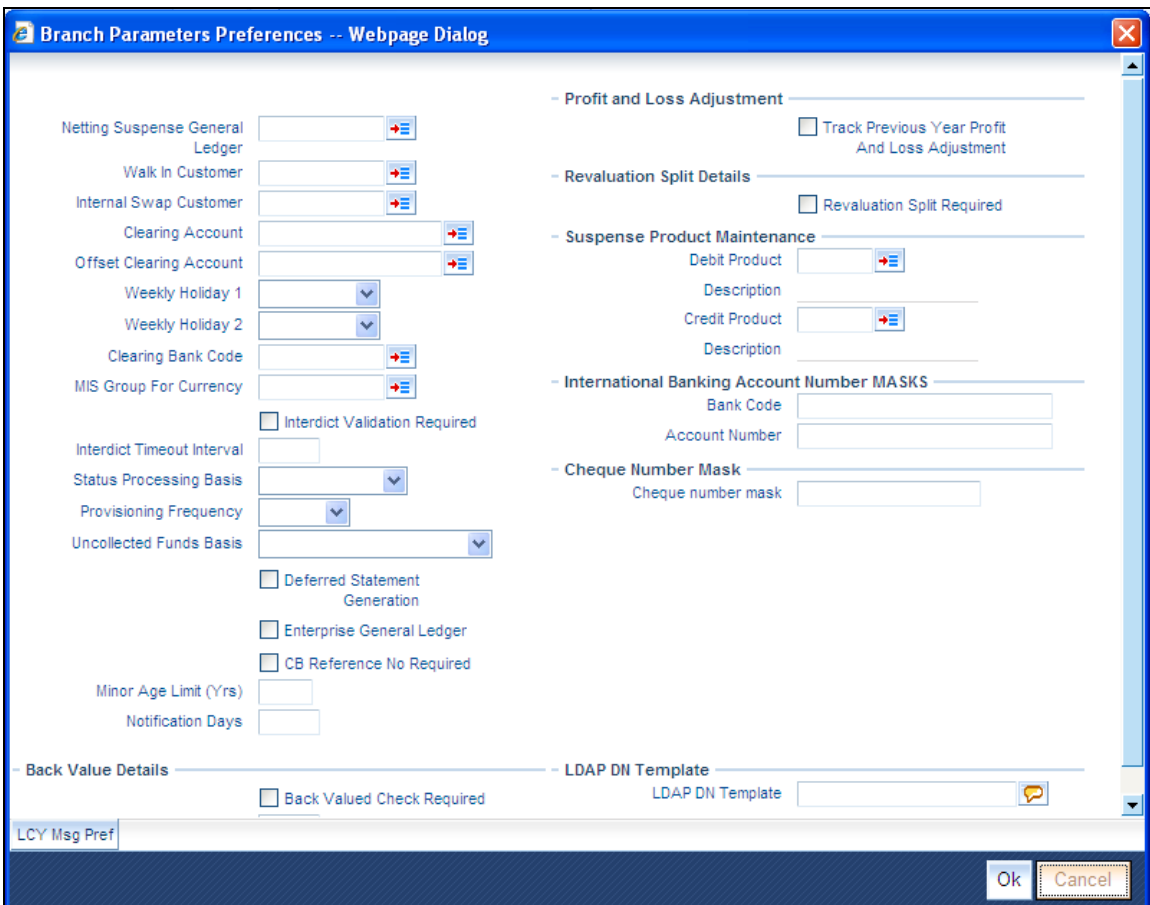 Branch Parameters Preferences -- Webpage Dialog
Netting Suspense General
Ledger
Walk In Customer
Internal Swap Customer
Clearing Account
Offset Clearing Account
Weekly Holiday 1
Weekly Holiday 2
Clearing Bank Code
MIS Group For Currency
Interdict Validation Required
Interdict Timeout Interval
Status Processing Basis
Provisioning Frequency
Uncollected Funds Basis
Deferred Statement
Generation
Enterprise General Ledger
CB Reference No Required
Minor Age Limit (Yrs)
Notification Days
Profit and Loss Adjustment
Track Previous Year Profit
And Loss Adjustment
Revaluation Split Details
Revaluation Split Required
Suspense Product Maintenance
Debit Product
Description
Credit Product
Description
International Banking Account Number MASKS
Bank Code
Account Number
Cheque Number Mask
Cheque number mask
Back Value Details
Back Valued Check Required
LDAP DN Template
LDAP DN Template
LCY Msg Pref
Ok
Cancel